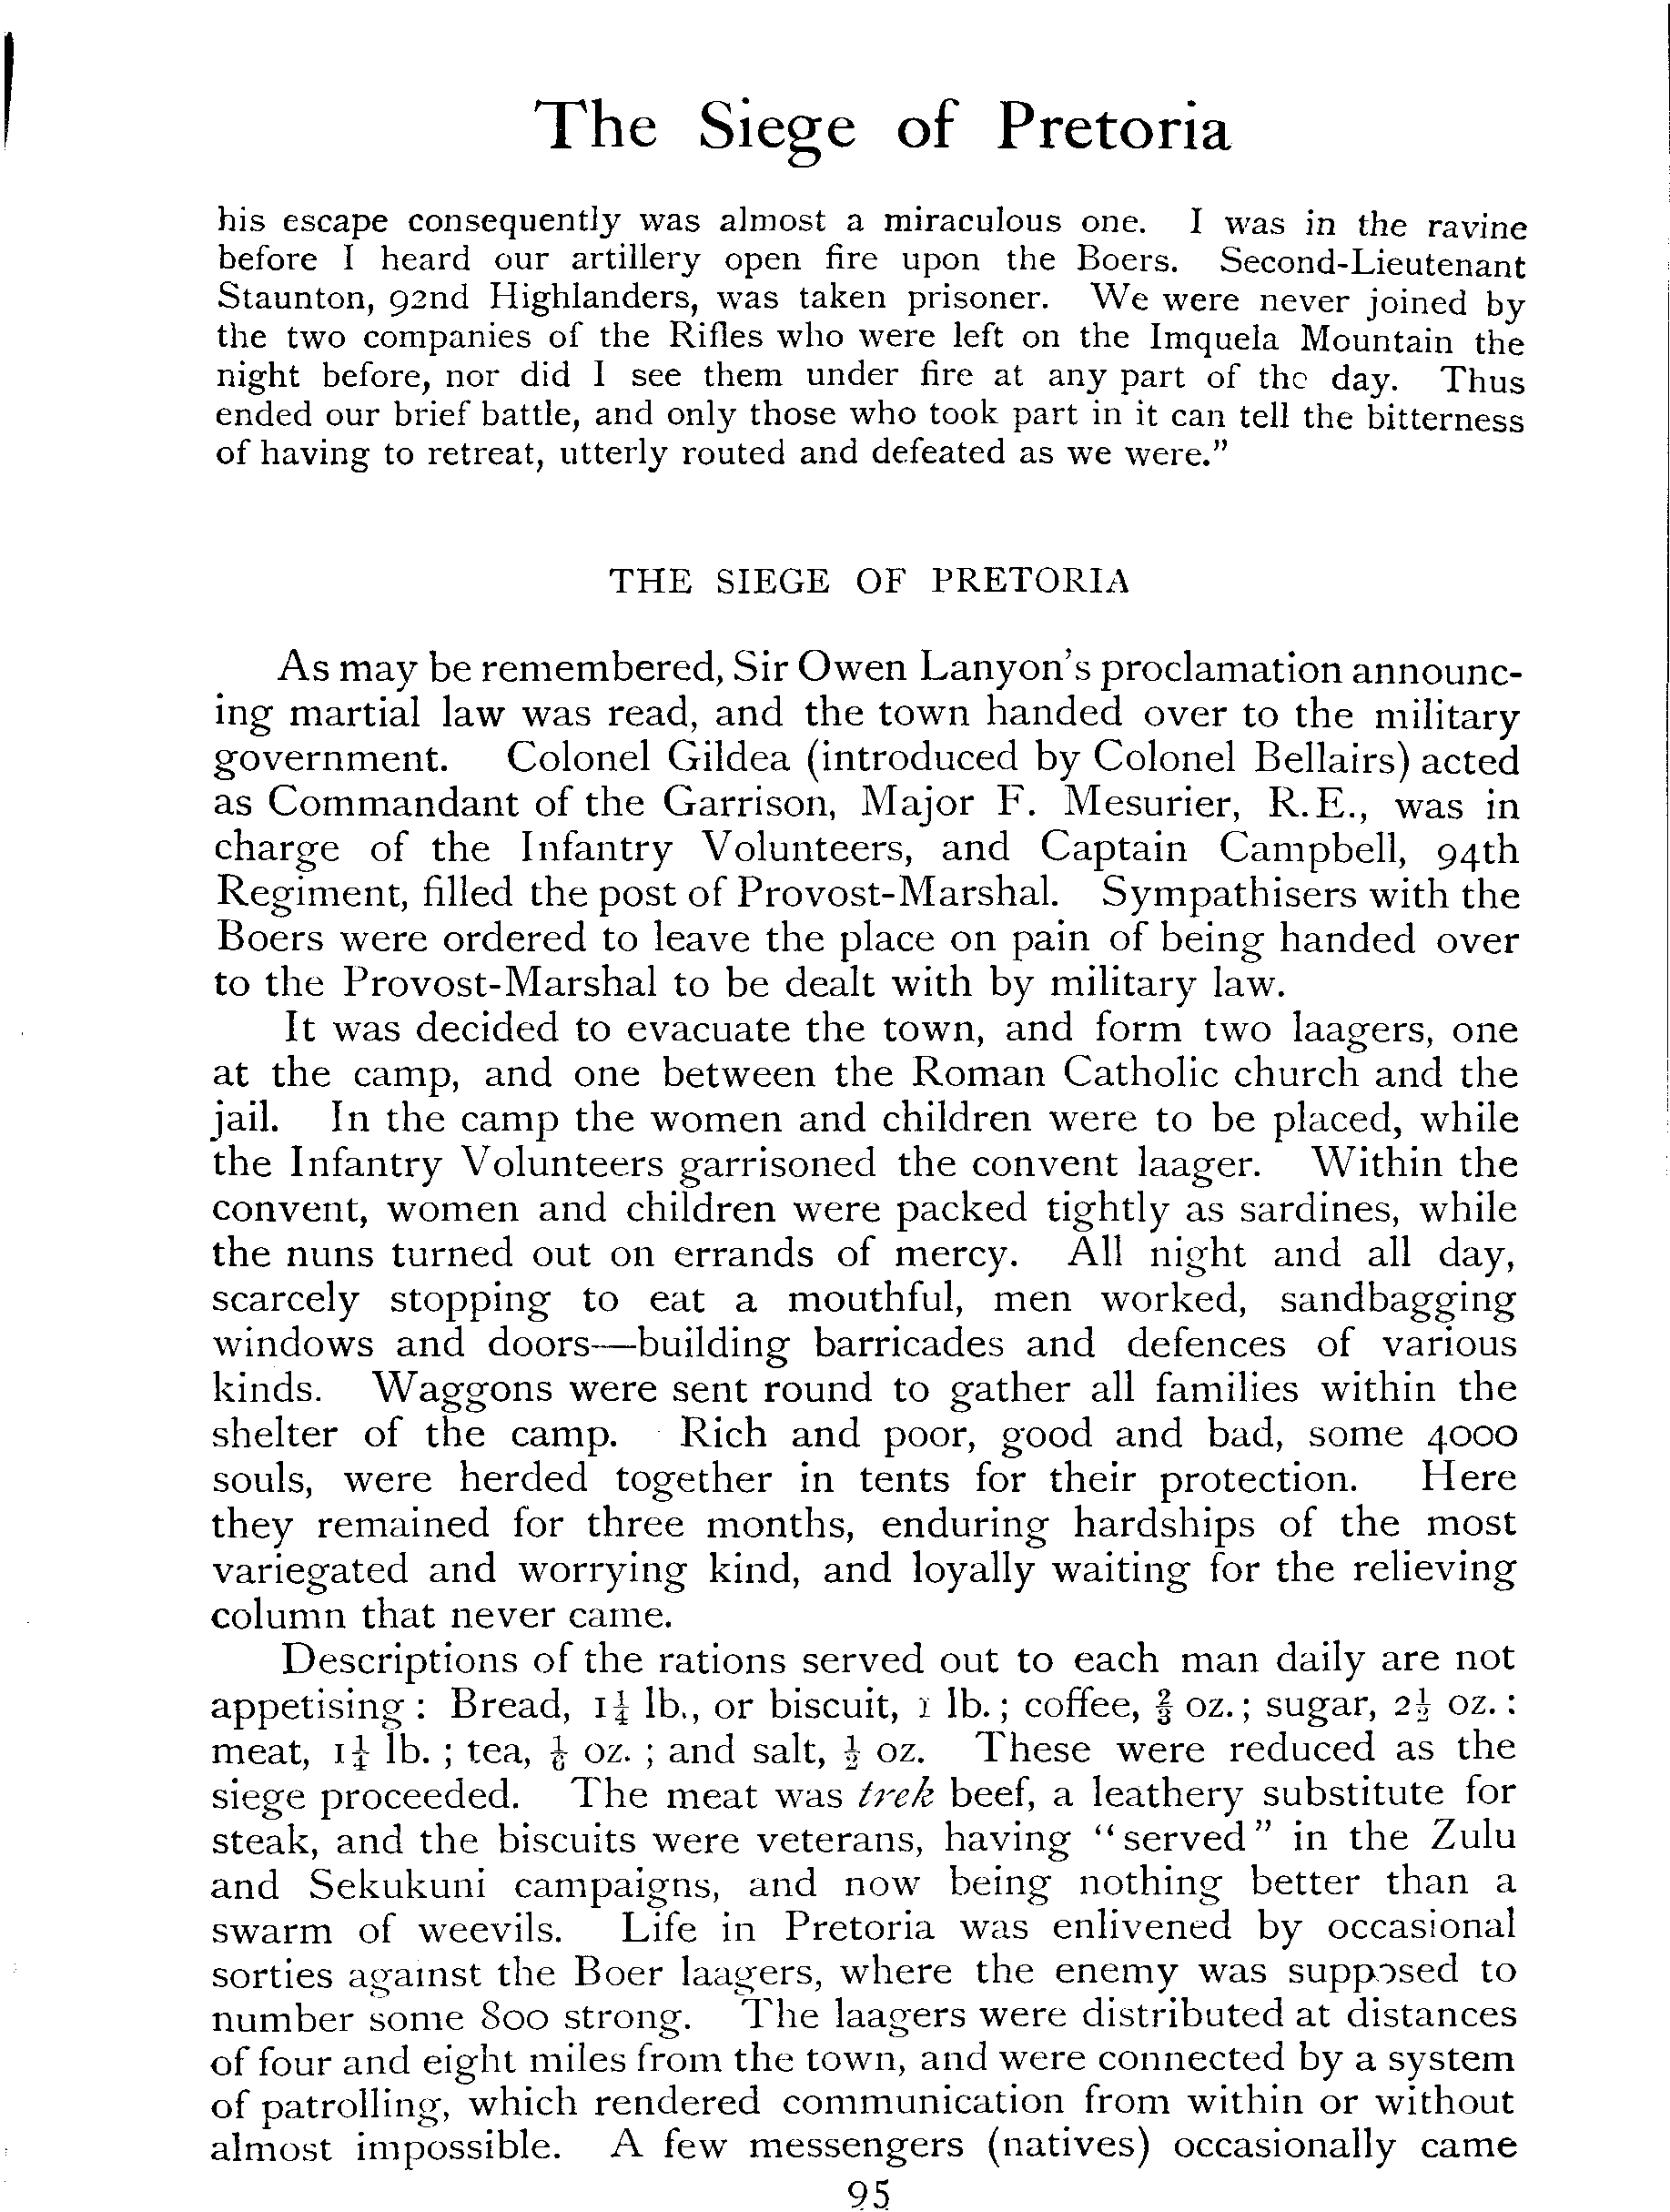 The Siege of Pretoria
his escape consequently was almost a miraculous one. I was in the ravine
before I heard our artillery open fire upon the Boers. Second-Lieutenant
Staunton, 92nd Highlanders, was taken prisoner. We were never joined by
the two companies of the Rifles who were left on the Imquela Mountain the
night before, nor did I see them under fire at any part of the day. Thus
ended our brief battle, and only those who took part in it can tell the bitterness
of having to retreat, utterly routed and defeated as we were."
THE SIEGE OF PRETORIA
As may be remembered, Sir Owen Lanyon's proclamation announc-
ing martial law was read, and the town handed over to the military
government. Colonel Gildea (introduced by Colonel Bellairs) acted
as Commandant of the Garrison, Major F. Mesurier, R.E., was in
charge of the Infantry Volunteers, and Captain Campbell, 94th
Regiment, filled the post of Provost-Marshal. Sympathisers with the
Boers were ordered to leave the place on pain of being handed over
to the Provost-Marshal to be dealt with by military law.
It was decided to evacuate the town, and form two laagers, one
at the camp, and one between the Roman Catholic church and the
jail. In the camp the women and children were to be placed, while
the Infantry Volunteers garrisoned the convent laager. Within the
convent, women and children were packed tightly as sardines, while
the nuns turned out on errands of mercy. All night and all day,
scarcely stopping to eat a mouthful, men worked, sandbagging
windows and doors—building barricades and defences of various
kinds. Waggons were sent round to gather all families within the
shelter of the camp. Rich and poor, good and bad, some 4000
souls, were herded together in tents for their protection. Here
they remained for three months, enduring hardships of the most
variegated and worrying kind, and loyally waiting for the relieving
column that never came.
Descriptions of the rations served out to each man daily are not
appetising: Bread, 1¼ lb., or biscuit, 1 lb.; coffee, ⅔ oz.; sugar, 2½ oz.:
meat, 1¼ lb.; tea, ⅙ oz.; and salt, ½ oz. These were reduced as the
siege proceeded. The meat was trek beef, a leathery substitute for
steak, and the biscuits were veterans, having "served" in the Zulu
and Sekukuni campaigns, and now being nothing better than a
swarm of weevils. Life in Pretoria was enlivened by occasional
sorties against the Boer laagers, where the enemy was supposed to
number some 800 strong. The laagers were distributed at distances
of four and eight miles from the town, and were connected by a system
of patrolling, which rendered communication from within or without
almost impossible. A few messengers (natives) occasionally came
95